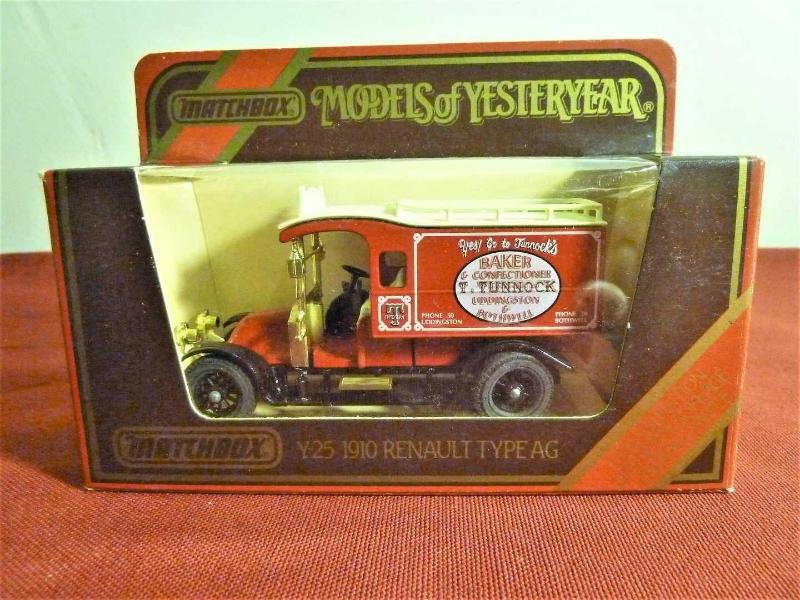 MATCHBOX
MODELS of YESTERYEAR ®
Yes! Go to Tunnock's
BAKER
& CONFECTIONER
T. TUNNOCK
UDDINGSTON
&
BOTHWELL
T
PHONE 50
UDDINGSTON
BOTHWELL
MATCHBOX
Y-25 1910 RENAULT TYPE AG